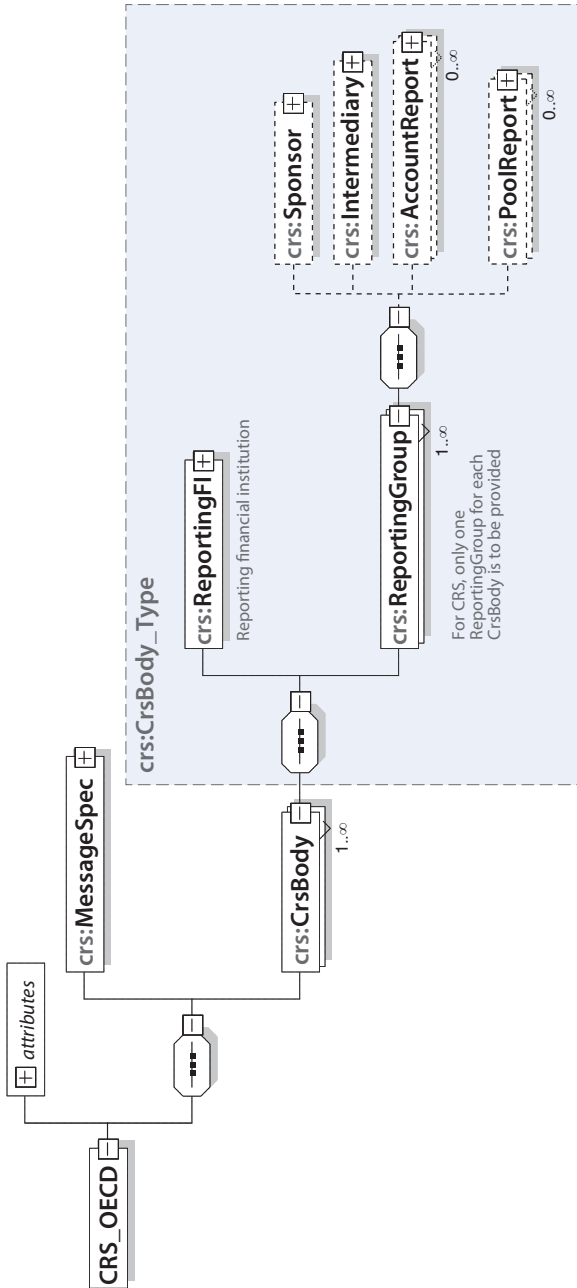 CRS_OECD
attributes
crs:MessageSpec
crs:CrsBody
1..∞
crs:CrsBody_Type
crs:ReportingFI
Reporting financial institution
crs:ReportingGroup
1..∞
For CRS, only one
ReportingGroup for each
CrsBody is to be provided
crs:Sponsor
crs:Intermediary
crs:AccountReport
0..∞
crs:PoolReport
0..∞